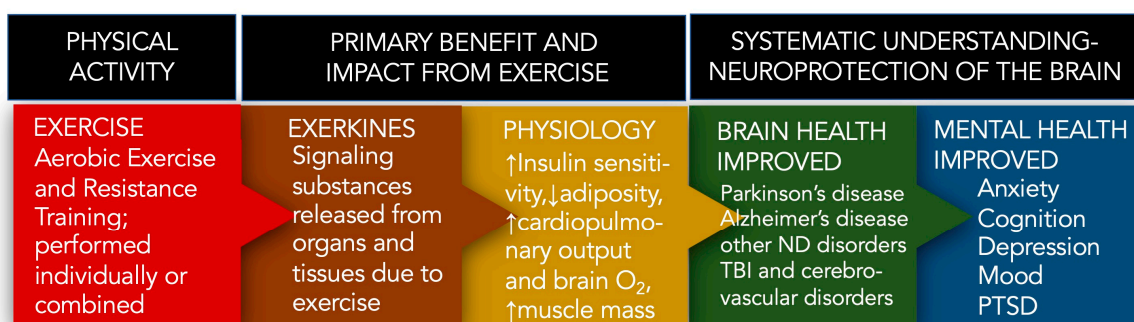 PHYSICAL
ACTIVITY
PRIMARY BENEFIT AND
IMPACT FROM EXERCISE
SYSTEMATIC UNDERSTANDING-
NEUROPROTECTION OF THE BRAIN
EXERCISE
Aerobic Exercise
and Resistance
Training;
performed
individually or
combined
EXERKINES
Signaling
substances
released from
organs and
tissues due to
exercise
PHYSIOLOGY
↑Insulin sensiti-
vity,↓adiposity,
↑cardiopulmo-
nary output
and brain O₂,
↑muscle mass
BRAIN HEALTH
IMPROVED
Parkinson's disease
Alzheimer's disease
other ND disorders
TBI and cerebro-
vascular disorders
MENTAL HEALTH
IMPROVED
Anxiety
Cognition
Depression
Mood
PTSD